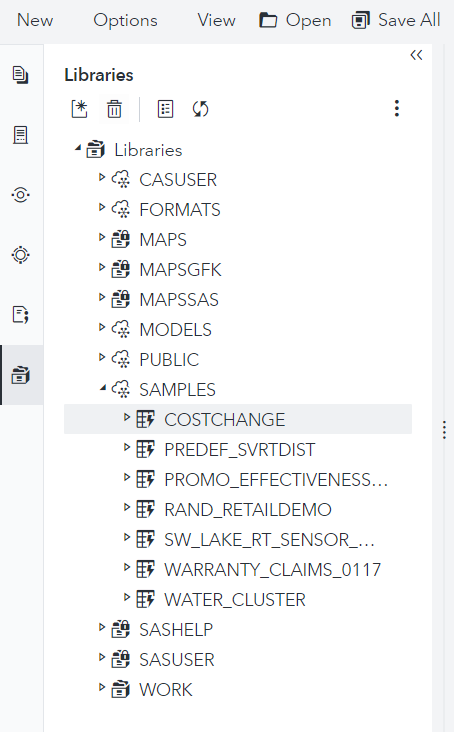 New Options View Open Save All
Libraries
Libraries
CASUSER
FORMATS
MAPS
MAPSGFK
MAPSSAS
MODELS
PUBLIC
SAMPLES
COSTCHANGE
PREDEF_SVRTDIST
PROMO_EFFECTIVENESS...
RAND_RETAILDEMO
SW_LAKE_RT_SENSOR_...
WARRANTY_CLAIMS_0117
WATER_CLUSTER
SASHELP
SASUSER
WORK